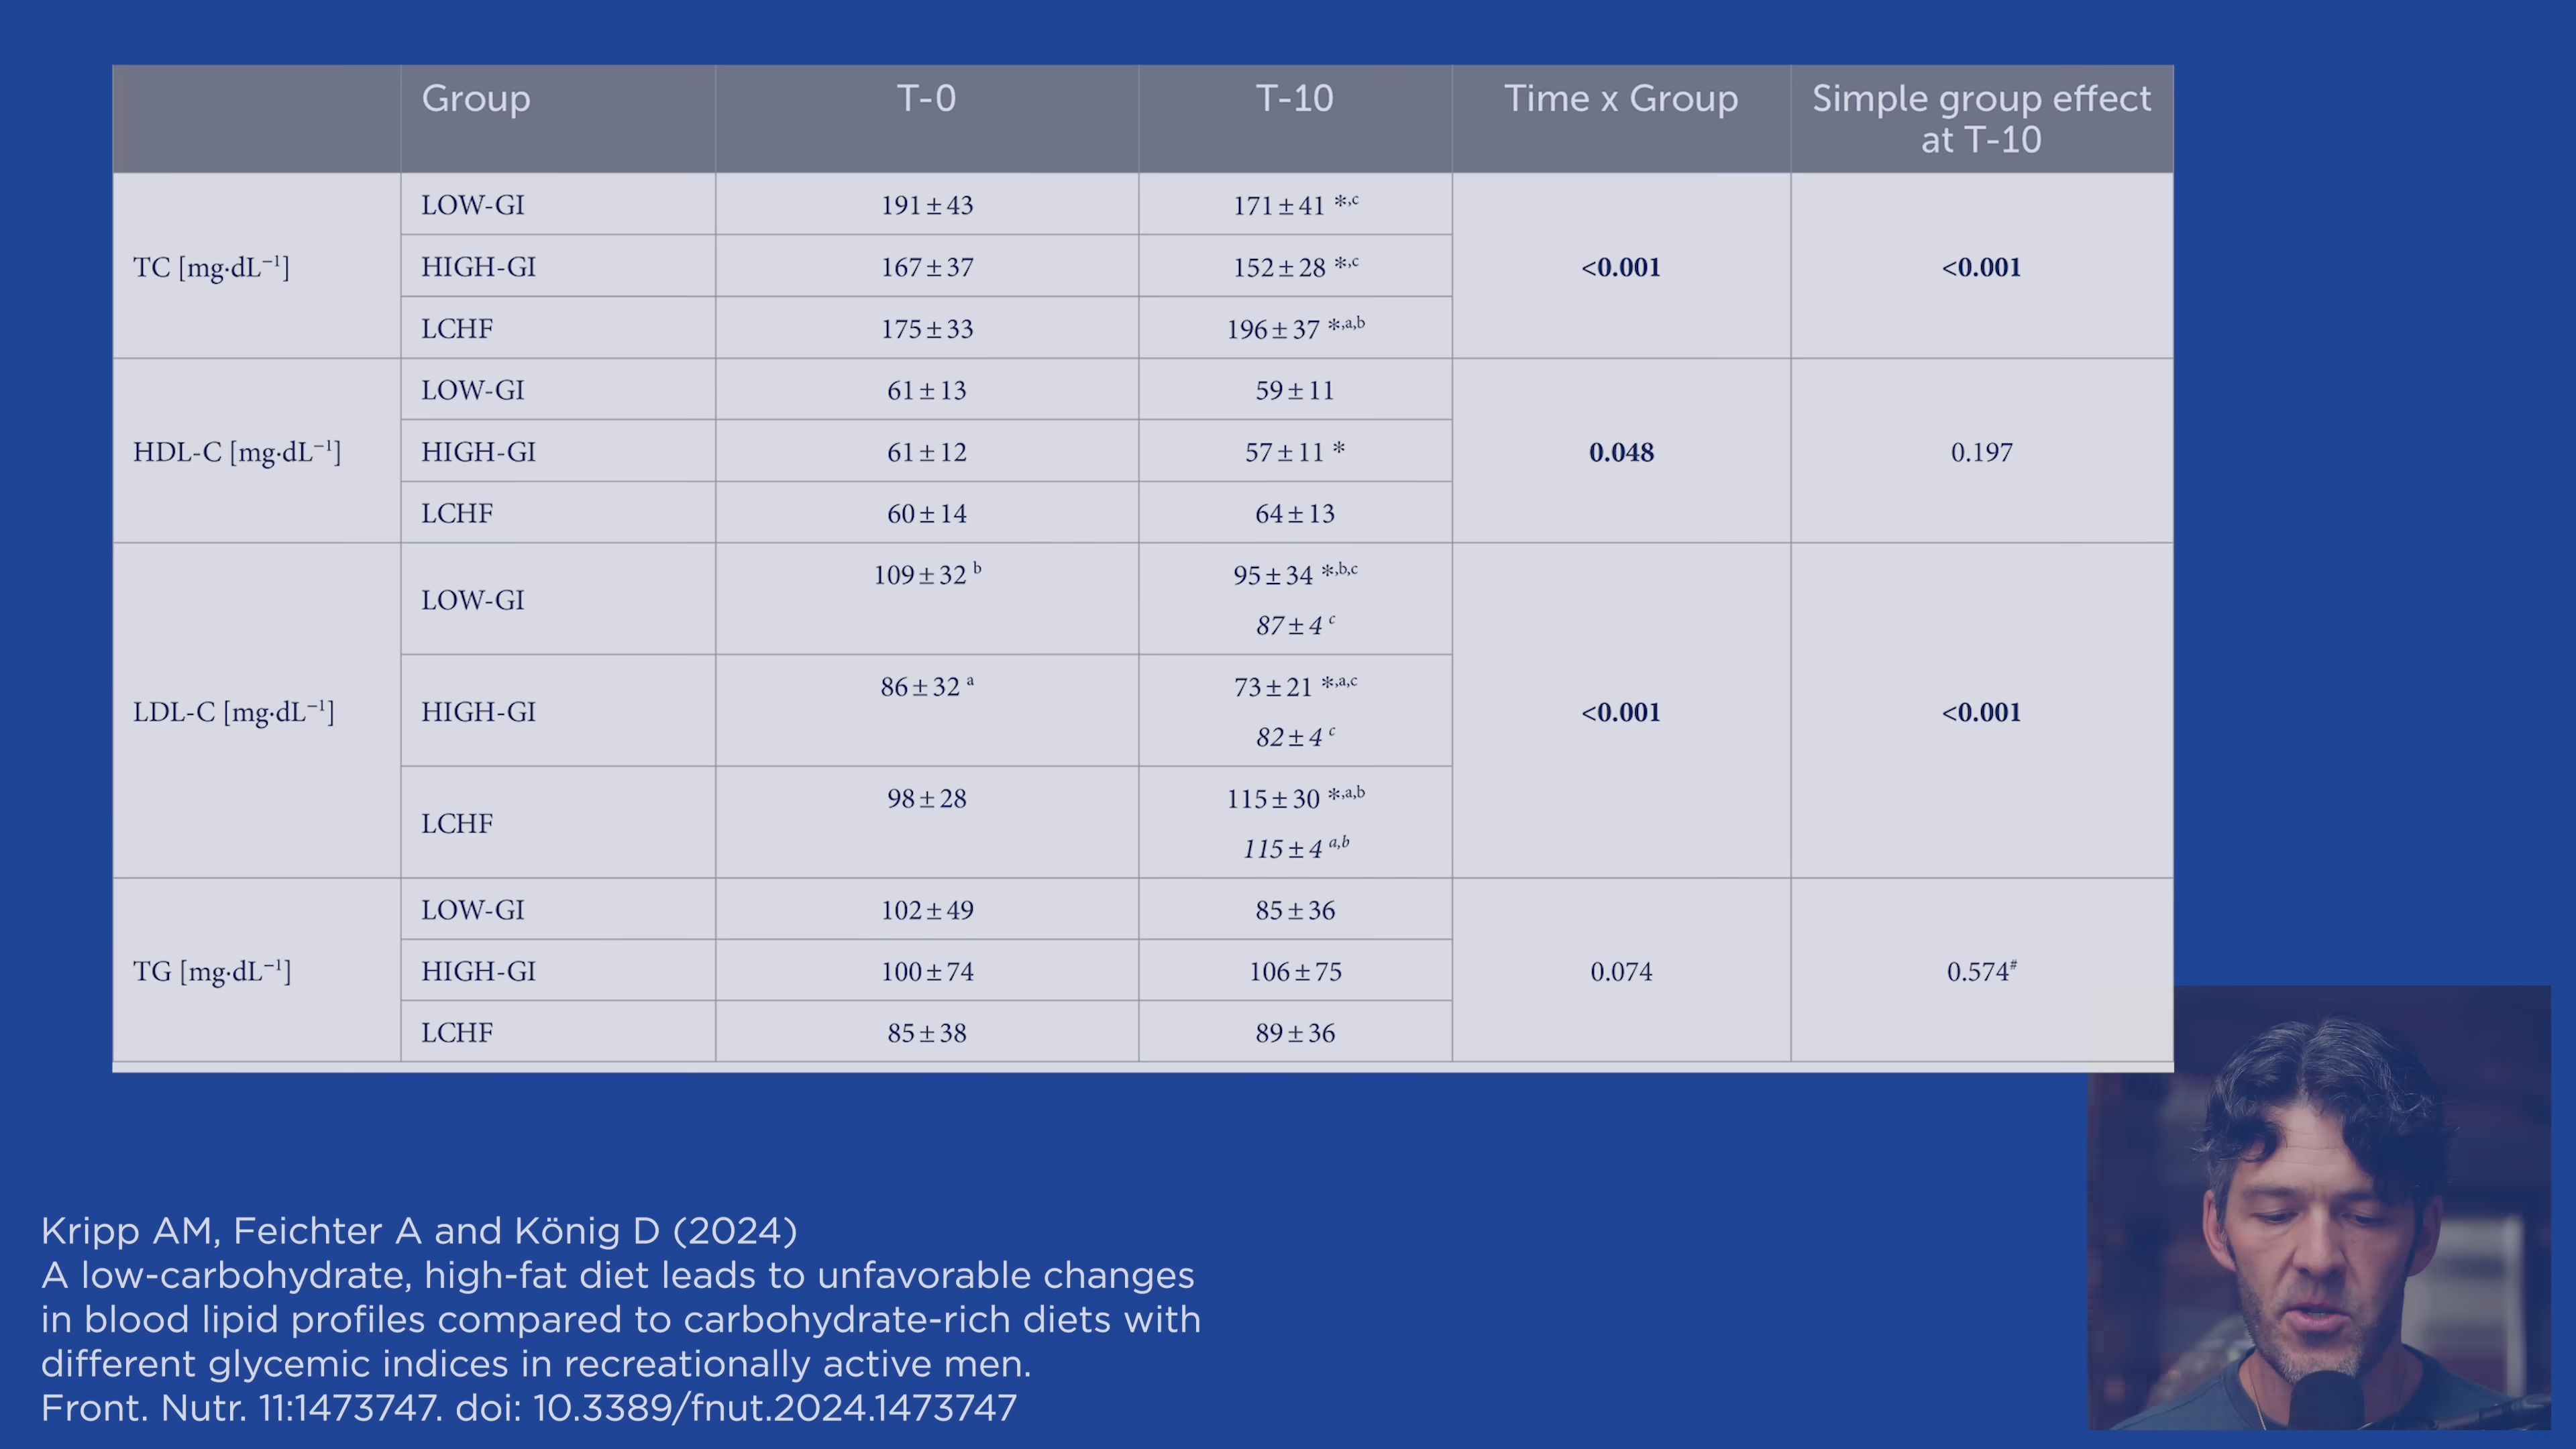 Group T-0 T-10 Time x Group Simple group effect
at T-10
TC [mg·dL⁻¹] LOW-GI 191±43 171±41 *,c <0.001 <0.001
HIGH-GI 167±37 152±28 *,c
LCHF 175±33 196±37 *,a,b
HDL-C [mg·dL⁻¹] LOW-GI 61±13 59±11 0.048 0.197
HIGH-GI 61±12 57±11 *
LCHF 60±14 64±13
LDL-C [mg·dL⁻¹] LOW-GI 109±32 b 95±34 *,b,c <0.001 <0.001
87±4 c
HIGH-GI 86±32 a 73±21 *,a,c
82±4 c
LCHF 98±28 115±30 *,a,b
115±4 a,b
TG [mg·dL⁻¹] LOW-GI 102±49 85±36 0.074 0.574#
HIGH-GI 100±74 106±75
LCHF 85±38 89±36
Kripp AM, Feichter A and König D (2024)
A low-carbohydrate, high-fat diet leads to unfavorable changes
in blood lipid profiles compared to carbohydrate-rich diets with
different glycemic indices in recreationally active men.
Front. Nutr. 11:1473747. doi: 10.3389/fnut.2024.1473747